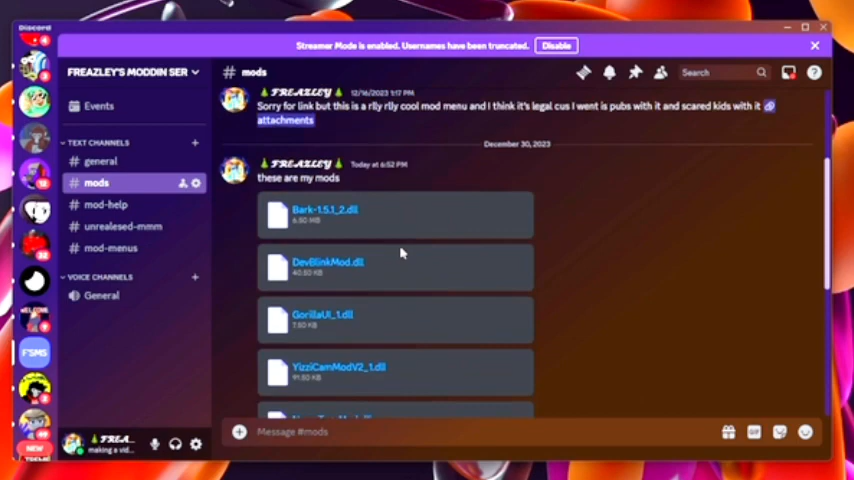 Discord
Streamer Mode is enabled. Usernames have been truncated. Disable
FREAZLEY'S MODDIN SER
# mods
Search
Events
FREAZLEY 12/16/2023 1:17 PM
Sorry for link but this is a rlly rlly cool mod menu and I think it's legal cus I went is pubs with it and scared kids with it
attachments
TEXT CHANNELS
December 30, 2023
# general
FREAZLEY Today at 6:52 PM
# mods
these are my mods
# mod-help
Bark-1.5.1_2.dll
6.80 MB
# unrealesed-mmm
# mod-menus
DevBlinkMod.dll
40.50 KB
VOICE CHANNELS
General
GorillaUI_1.dll
7.50 KB
WELCOME
F'SMS
YizziCamModV2_1.dll
91.50 KB
FREA...
making a vid...
Message #mods
GIF
NEW